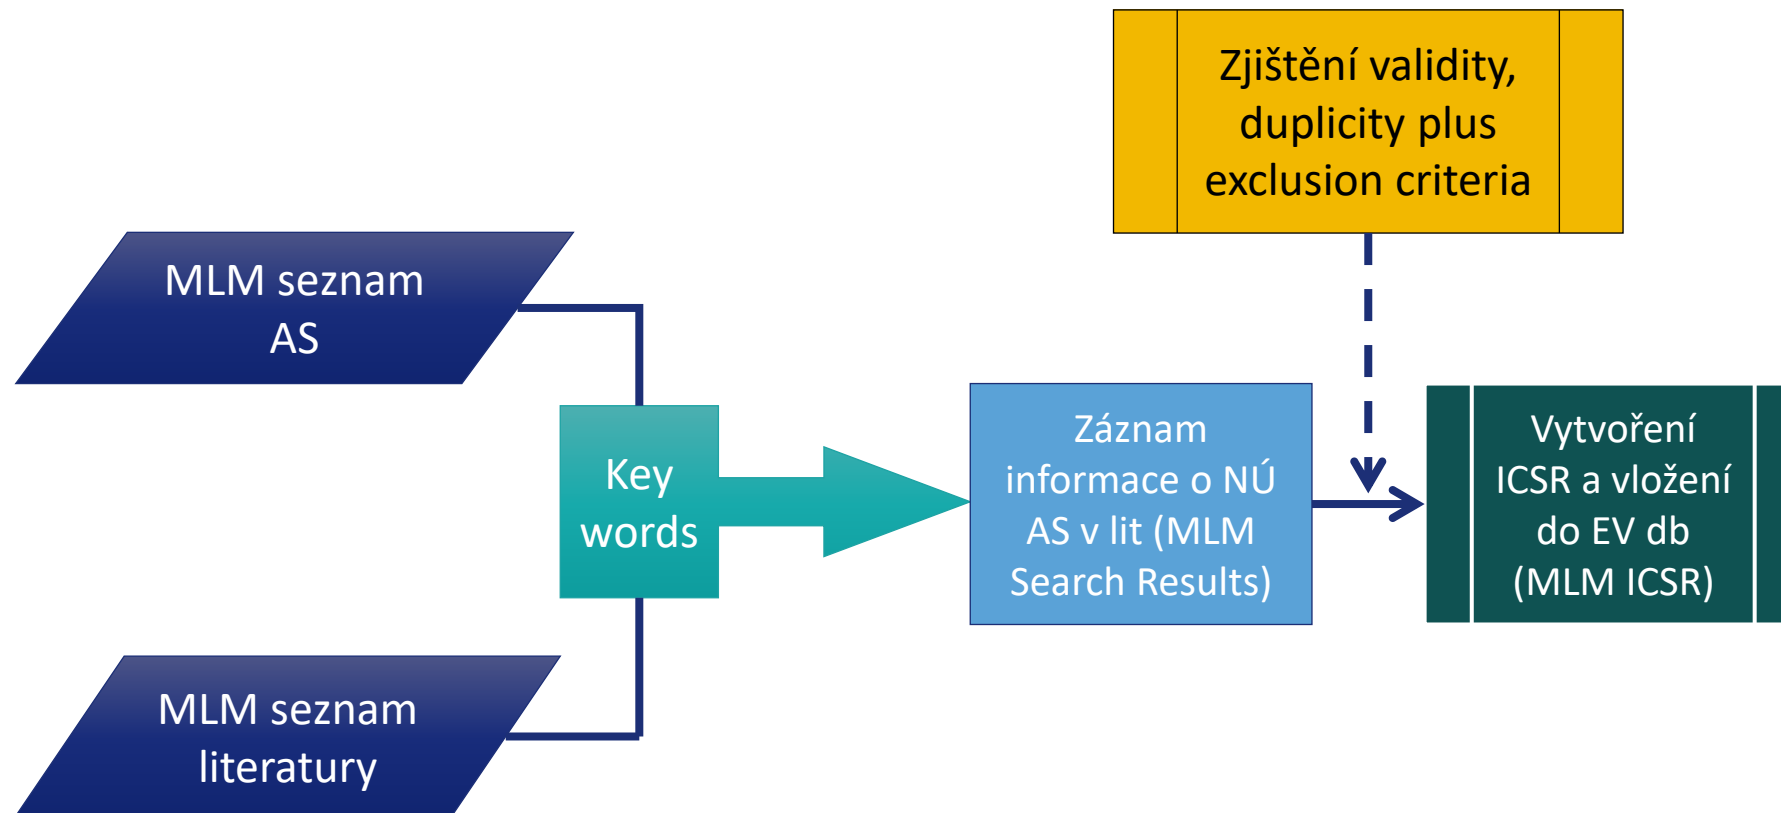 Zjištění validity,
duplicity plus
exclusion criteria
MLM seznam
AS
Key
words
Záznam
informace o NÚ
AS v lit (MLM
Search Results)
Vytvoření
ICSR a vložení
do EV db
(MLM ICSR)
MLM seznam
literatury